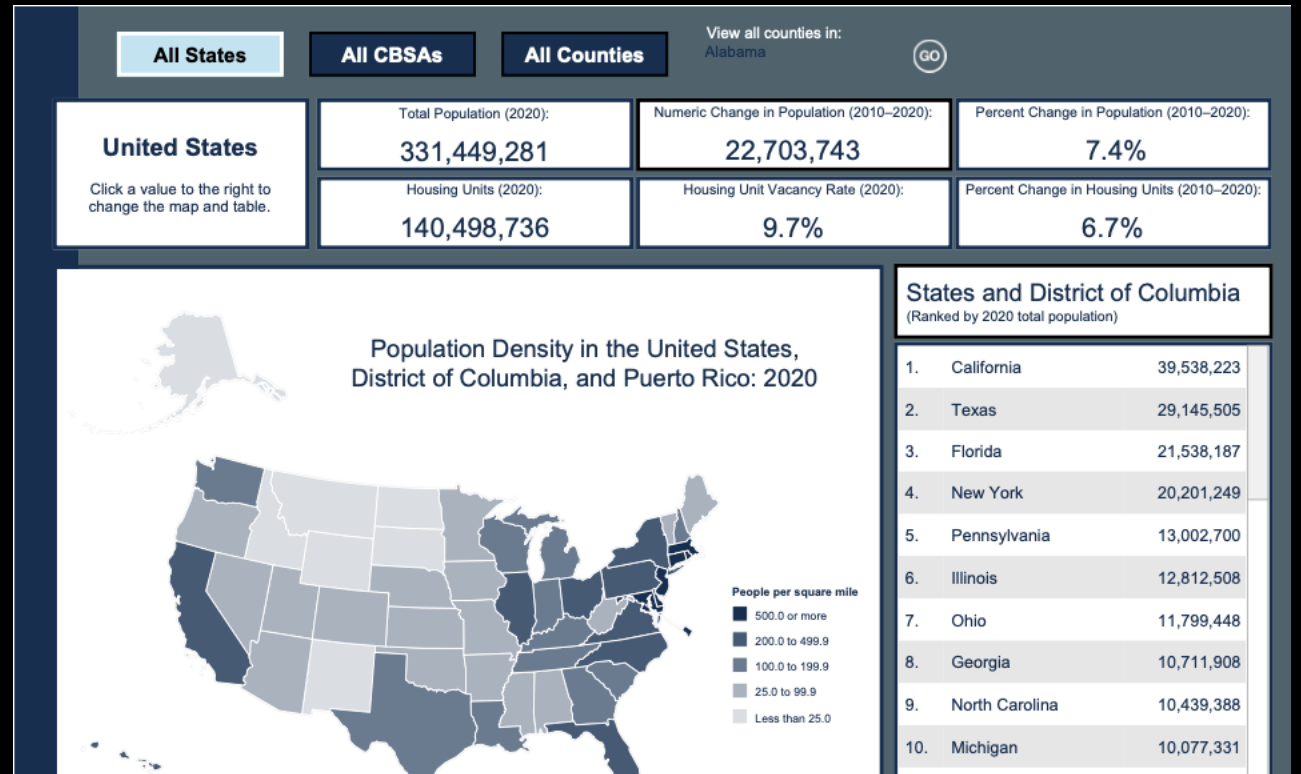 All States
All CBSAs
All Counties
View all counties in:
Alabama
GO
United States
Click a value to the right to
change the map and table.
Total Population (2020):
331,449,281
Numeric Change in Population (2010–2020):
22,703,743
Percent Change in Population (2010–2020):
7.4%
Housing Units (2020):
140,498,736
Housing Unit Vacancy Rate (2020):
9.7%
Percent Change in Housing Units (2010–2020):
6.7%
Population Density in the United States,
District of Columbia, and Puerto Rico: 2020
People per square mile
500.0 or more
200.0 to 499.9
100.0 to 199.9
25.0 to 99.9
Less than 25.0
States and District of Columbia
(Ranked by 2020 total population)
1. California 39,538,223
2. Texas 29,145,505
3. Florida 21,538,187
4. New York 20,201,249
5. Pennsylvania 13,002,700
6. Illinois 12,812,508
7. Ohio 11,799,448
8. Georgia 10,711,908
9. North Carolina 10,439,388
10. Michigan 10,077,331